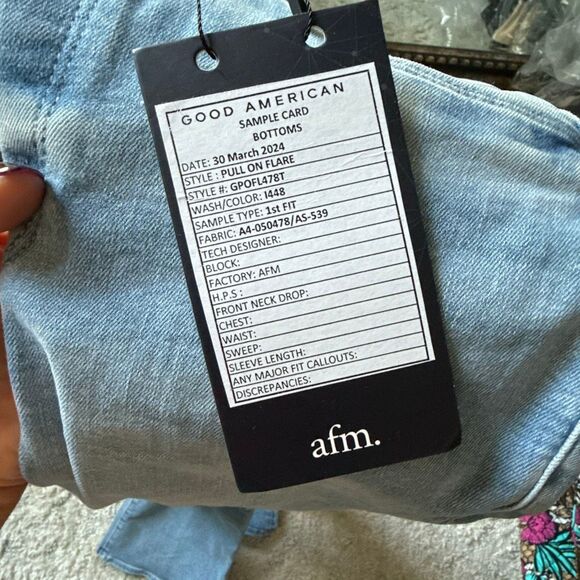 GOOD AMERICAN
SAMPLE CARD
BOTTOMS
DATE: 30 March 2024
STYLE : PULL ON FLARE
STYLE #: GPOFL478T
WASH/COLOR: I448
SAMPLE TYPE: 1st FIT
FABRIC: A4-050478/AS-539
TECH DESIGNER:
BLOCK:
FACTORY: AFM
H.P.S :
FRONT NECK DROP:
CHEST:
WAIST:
SWEEP:
SLEEVE LENGTH:
ANY MAJOR FIT CALLOUTS:
DISCREPANCIES:
afm.